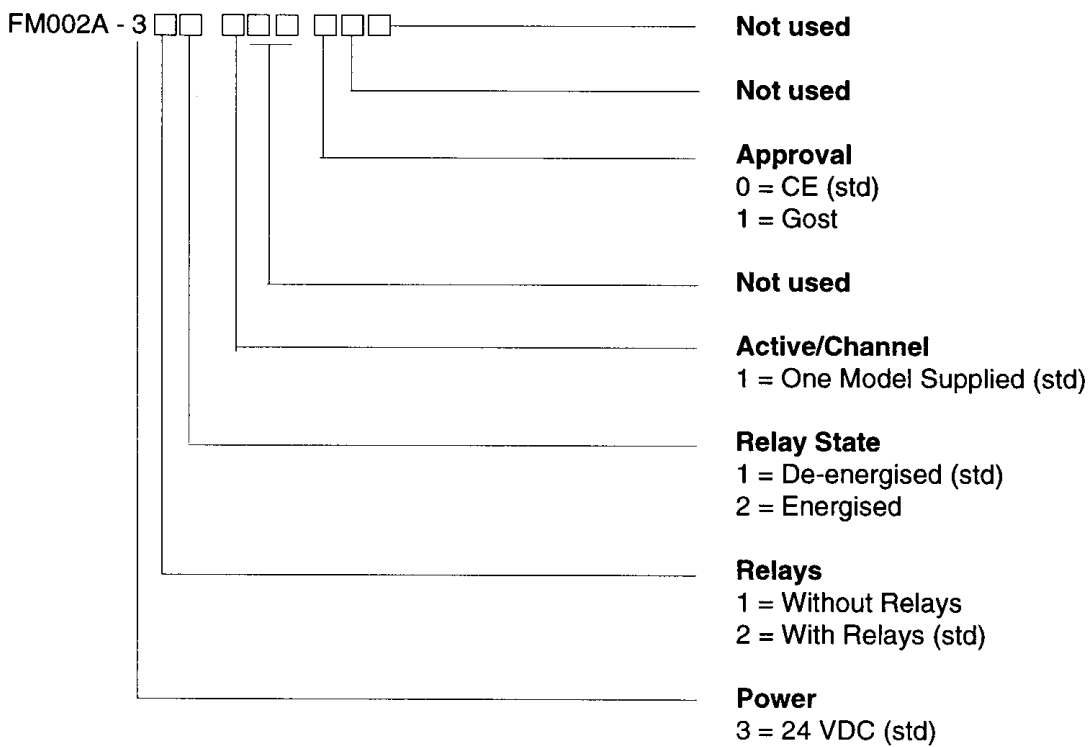 FM002A - 3 □□ □□□ □□□
Not used
Not used
Approval
0 = CE (std)
1 = Gost
Not used
Active/Channel
1 = One Model Supplied (std)
Relay State
1 = De-energised (std)
2 = Energised
Relays
1 = Without Relays
2 = With Relays (std)
Power
3 = 24 VDC (std)